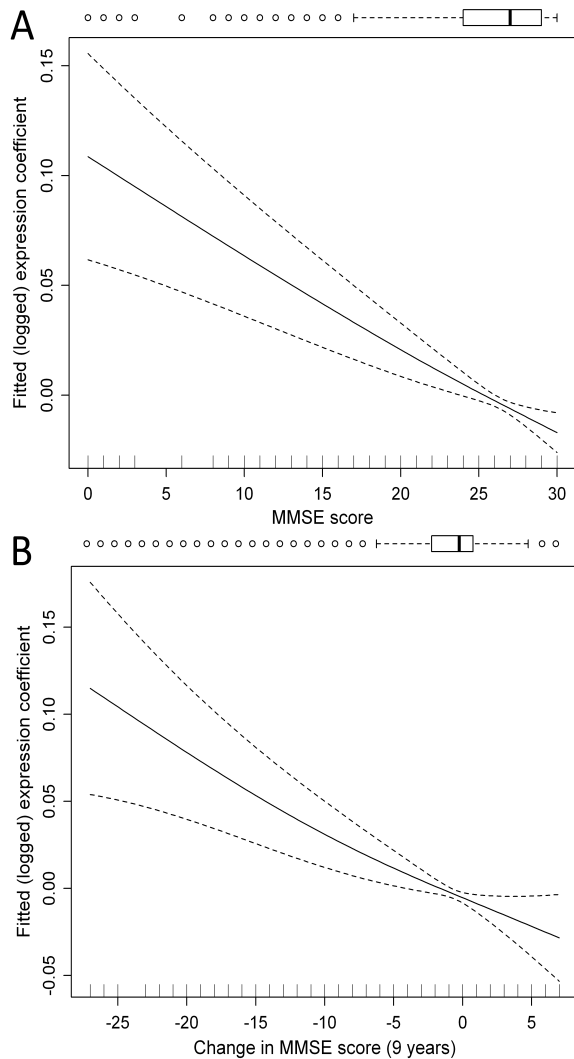 A
Fitted (logged) expression coefficient
0.15
0.10
0.05
0.00
0 5 10 15 20 25 30
MMSE score
B
Fitted (logged) expression coefficient
0.15
0.10
0.05
0.00
-0.05
-25 -20 -15 -10 -5 0 5
Change in MMSE score (9 years)